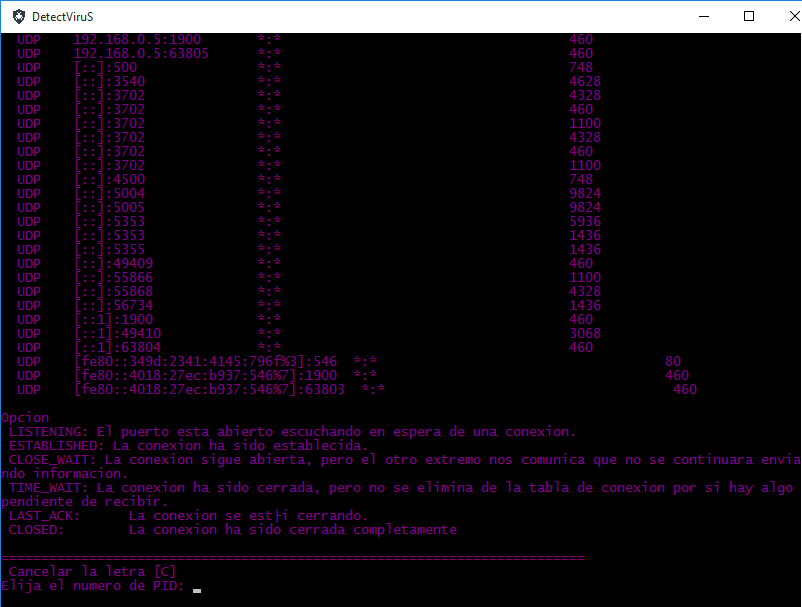 DetectViruS
UDP 192.168.0.5:1900 *:* 460
UDP 192.168.0.5:63805 *:* 460
UDP [::]:500 *:* 748
UDP [::]:3540 *:* 4628
UDP [::]:3702 *:* 4328
UDP [::]:3702 *:* 460
UDP [::]:3702 *:* 1100
UDP [::]:3702 *:* 4328
UDP [::]:3702 *:* 460
UDP [::]:3702 *:* 1100
UDP [::]:4500 *:* 748
UDP [::]:5004 *:* 9824
UDP [::]:5005 *:* 9824
UDP [::]:5353 *:* 5936
UDP [::]:5353 *:* 1436
UDP [::]:5355 *:* 1436
UDP [::]:49409 *:* 460
UDP [::]:55866 *:* 1100
UDP [::]:55868 *:* 4328
UDP [::]:56734 *:* 1436
UDP [::1]:1900 *:* 460
UDP [::1]:49410 *:* 3068
UDP [::1]:63804 *:* 460
UDP [fe80::349d:2341:4145:796f%3]:546 *:* 80
UDP [fe80::4018:27ec:b937:546%7]:1900 *:* 460
UDP [fe80::4018:27ec:b937:546%7]:63803 *:* 460
Opcion
LISTENING: El puerto esta abierto escuchando en espera de una conexion.
ESTABLISHED: La conexion ha sido establecida.
CLOSE_WAIT: La conexion sigue abierta, pero el otro extremo nos comunica que no se continuara envia
ndo informacion.
TIME_WAIT: La conexion ha sido cerrada, pero no se elimina de la tabla de conexion por si hay algo
pendiente de recibir.
LAST_ACK: La conexion se est├í cerrando.
CLOSED: La conexion ha sido cerrada completamente
=========================================================================
Cancelar la letra [C]
Elija el numero de PID: